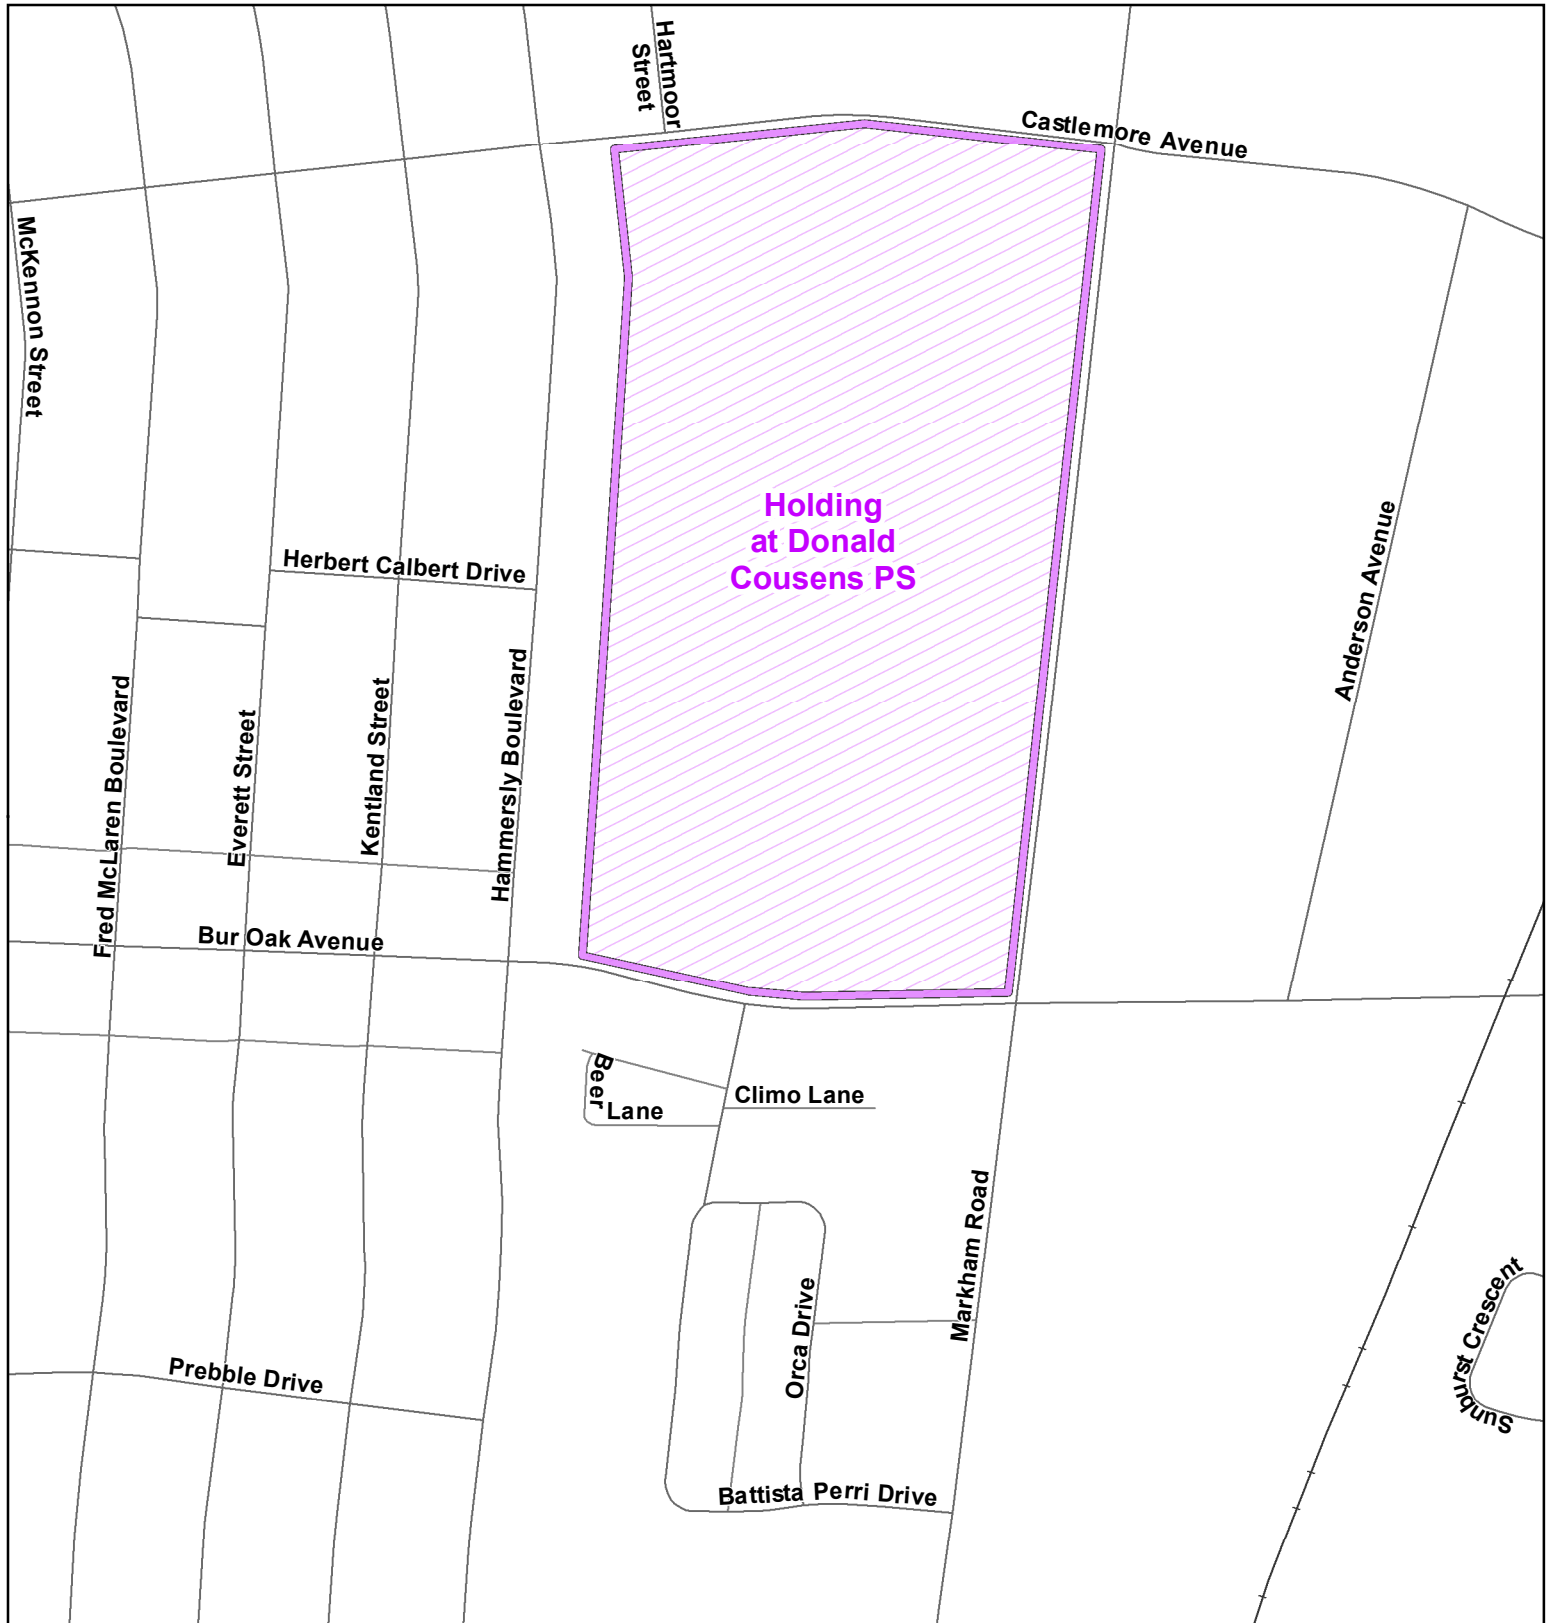 Hartmoor
Street
Castlemore Avenue
McKennon Street
Holding
at Donald
Cousens PS
Herbert Calbert Drive
Anderson Avenue
Fred McLaren Boulevard
Everett Street
Kentland Street
Hammersly Boulevard
Bur Oak Avenue
Beer
Lane
Climo Lane
Markham Road
Orca Drive
Sunburst Crescent
Prebble Drive
Battista Perri Drive